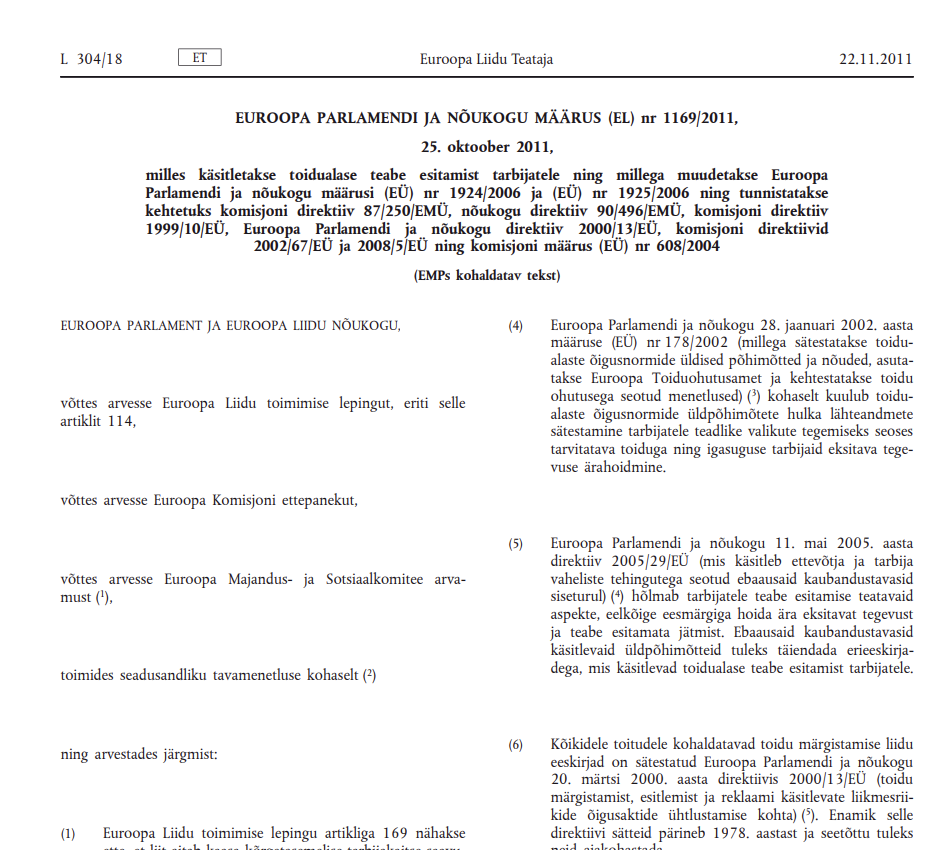 L 304/18 ET Euroopa Liidu Teataja 22.11.2011
EUROOPA PARLAMENDI JA NÕUKOGU MÄÄRUS (EL) nr 1169/2011,
25. oktoober 2011,
milles käsitletakse toidualase teabe esitamist tarbijatele ning millega muudetakse Euroopa
Parlamendi ja nõukogu määrusi (EÜ) nr 1924/2006 ja (EÜ) nr 1925/2006 ning tunnistatakse
kehtetuks komisjoni direktiiv 87/250/EMÜ, nõukogu direktiiv 90/496/EMÜ, komisjoni direktiiv
1999/10/EÜ, Euroopa Parlamendi ja nõukogu direktiiv 2000/13/EÜ, komisjoni direktiivid
2002/67/EÜ ja 2008/5/EÜ ning komisjoni määrus (EÜ) nr 608/2004
(EMPs kohaldatav tekst)
EUROOPA PARLAMENT JA EUROOPA LIIDU NÕUKOGU,
võttes arvesse Euroopa Liidu toimimise lepingut, eriti selle
artiklit 114,
võttes arvesse Euroopa Komisjoni ettepanekut,
võttes arvesse Euroopa Majandus- ja Sotsiaalkomitee arva-
must (¹),
toimides seadusandliku tavamenetluse kohaselt (²)
ning arvestades järgmist:
(1) Euroopa Liidu toimimise lepingu artikliga 169 nähakse
(4) Euroopa Parlamendi ja nõukogu 28. jaanuari 2002. aasta
määruse (EÜ) nr 178/2002 (millega sätestatakse toidu-
alaste õigusnormide üldised põhimõtted ja nõuded, asuta-
takse Euroopa Toiduohutusamet ja kehtestatakse toidu
ohutusega seotud menetlused) (³) kohaselt kuulub toidu-
alaste õigusnormide üldpõhimõtete hulka lähteandmete
sätestamine tarbijatele teadlike valikute tegemiseks seoses
tarvitatava toiduga ning igasuguse tarbijaid eksitava tege-
vuse ärahoidmine.
(5) Euroopa Parlamendi ja nõukogu 11. mai 2005. aasta
direktiiv 2005/29/EÜ (mis käsitleb ettevõtja ja tarbija
vaheliste tehingutega seotud ebaausaid kaubandustavasid
siseturul) (⁴) hõlmab tarbijatele teabe esitamise teatavaid
aspekte, eelkõige eesmärgiga hoida ära eksitavat tegevust
ja teabe esitamata jätmist. Ebaausaid kaubandustavasid
käsitlevaid üldpõhimõtteid tuleks täiendada erieeskirja-
dega, mis käsitlevad toidualase teabe esitamist tarbijatele.
(6) Kõikidele toitudele kohaldatavad toidu märgistamise liidu
eeskirjad on sätestatud Euroopa Parlamendi ja nõukogu
20. märtsi 2000. aasta direktiivis 2000/13/EÜ (toidu
märgistamist, esitlemist ja reklaami käsitlevate liikmesrii-
kide õigusaktide ühtlustamise kohta) (⁵). Enamik selle
direktiivi sätteid pärineb 1978. aastast ja seetõttu tuleks